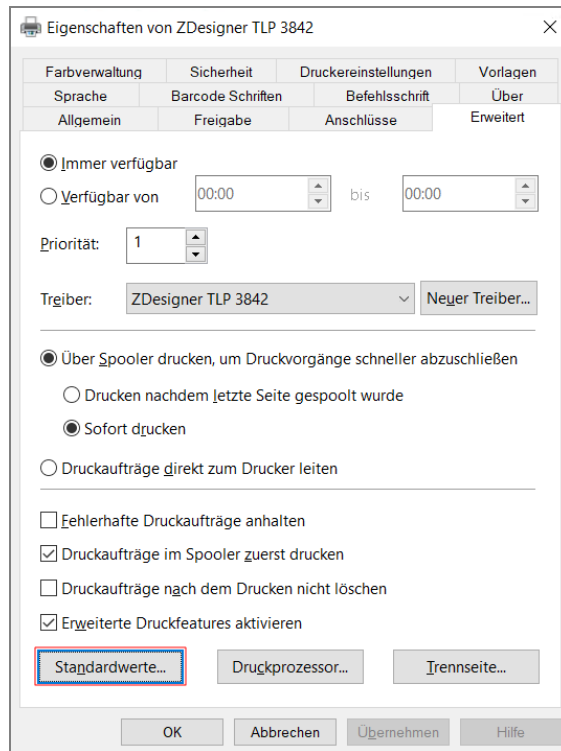 Eigenschaften von ZDesigner TLP 3842
Farbverwaltung Sicherheit Druckereinstellungen Vorlagen
Sprache Barcode Schriften Befehlsschrift Über
Allgemein Freigabe Anschlüsse Erweitert
Immer verfügbar
Verfügbar von 00:00 bis 00:00
Priorität: 1
Treiber: ZDesigner TLP 3842 Neuer Treiber...
Über Spooler drucken, um Druckvorgänge schneller abzuschließen
Drucken nachdem letzte Seite gespoolt wurde
Sofort drucken
Druckaufträge direkt zum Drucker leiten
Fehlerhafte Druckaufträge anhalten
Druckaufträge im Spooler zuerst drucken
Druckaufträge nach dem Drucken nicht löschen
Erweiterte Druckfeatures aktivieren
Standardwerte... Druckprozessor... Trennseite...
OK Abbrechen Übernehmen Hilfe